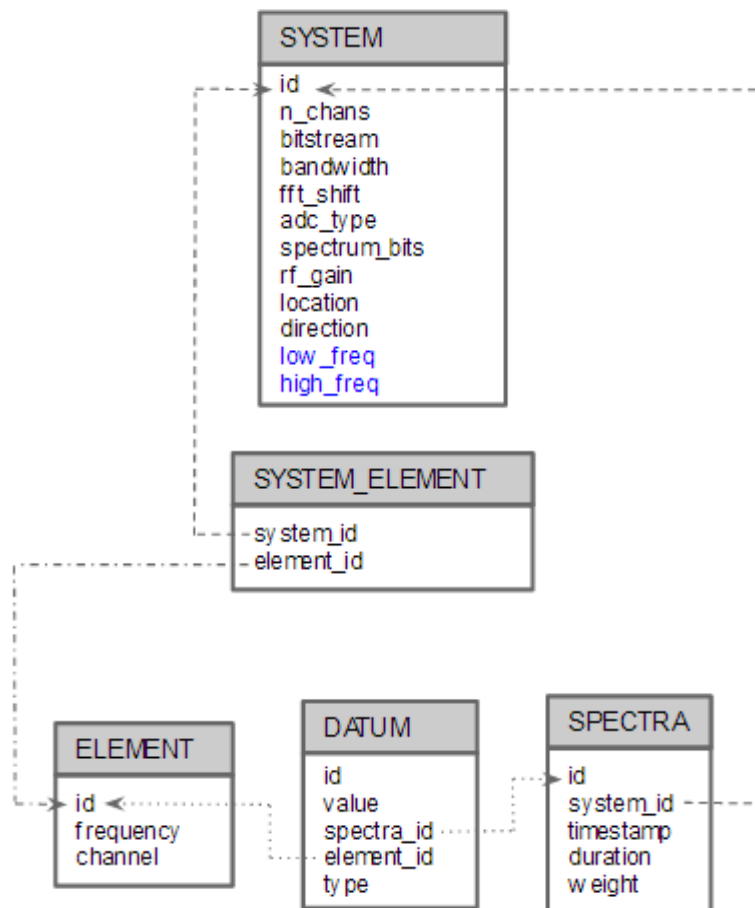 SYSTEM
id
n_chans
bitstream
bandwidth
fft_shift
adc_type
spectrum_bits
rf_gain
location
direction
low_freq
high_freq
SYSTEM_ELEMENT
system_id
element_id
ELEMENT
id
frequency
channel
DATUM
id
value
spectra_id
element_id
type
SPECTRA
id
system_id
timestamp
duration
weight